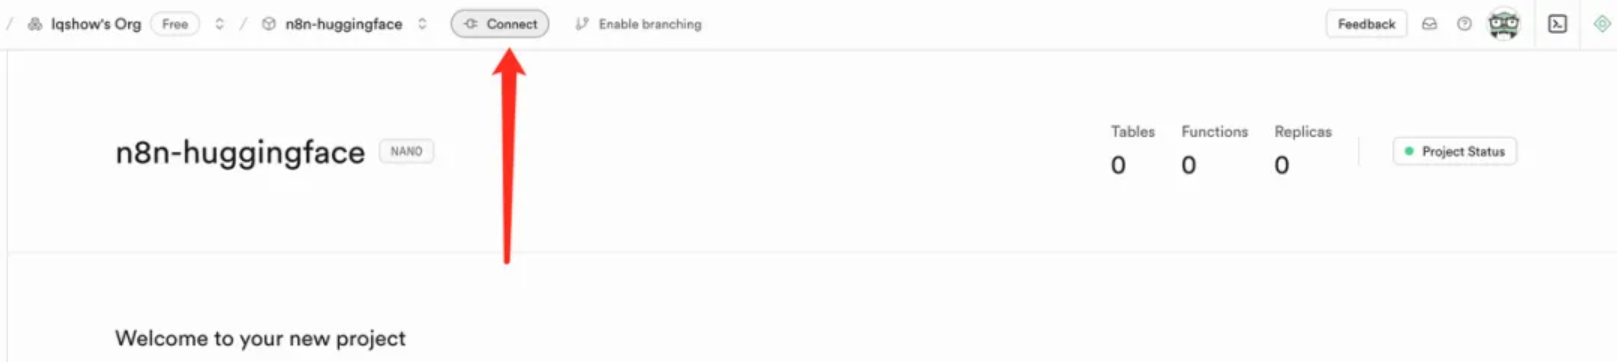 / lqshow's Org Free / n8n-huggingface Connect Enable branching Feedback
n8n-huggingface NANO
Tables Functions Replicas
0 0 0
Project Status
Welcome to your new project